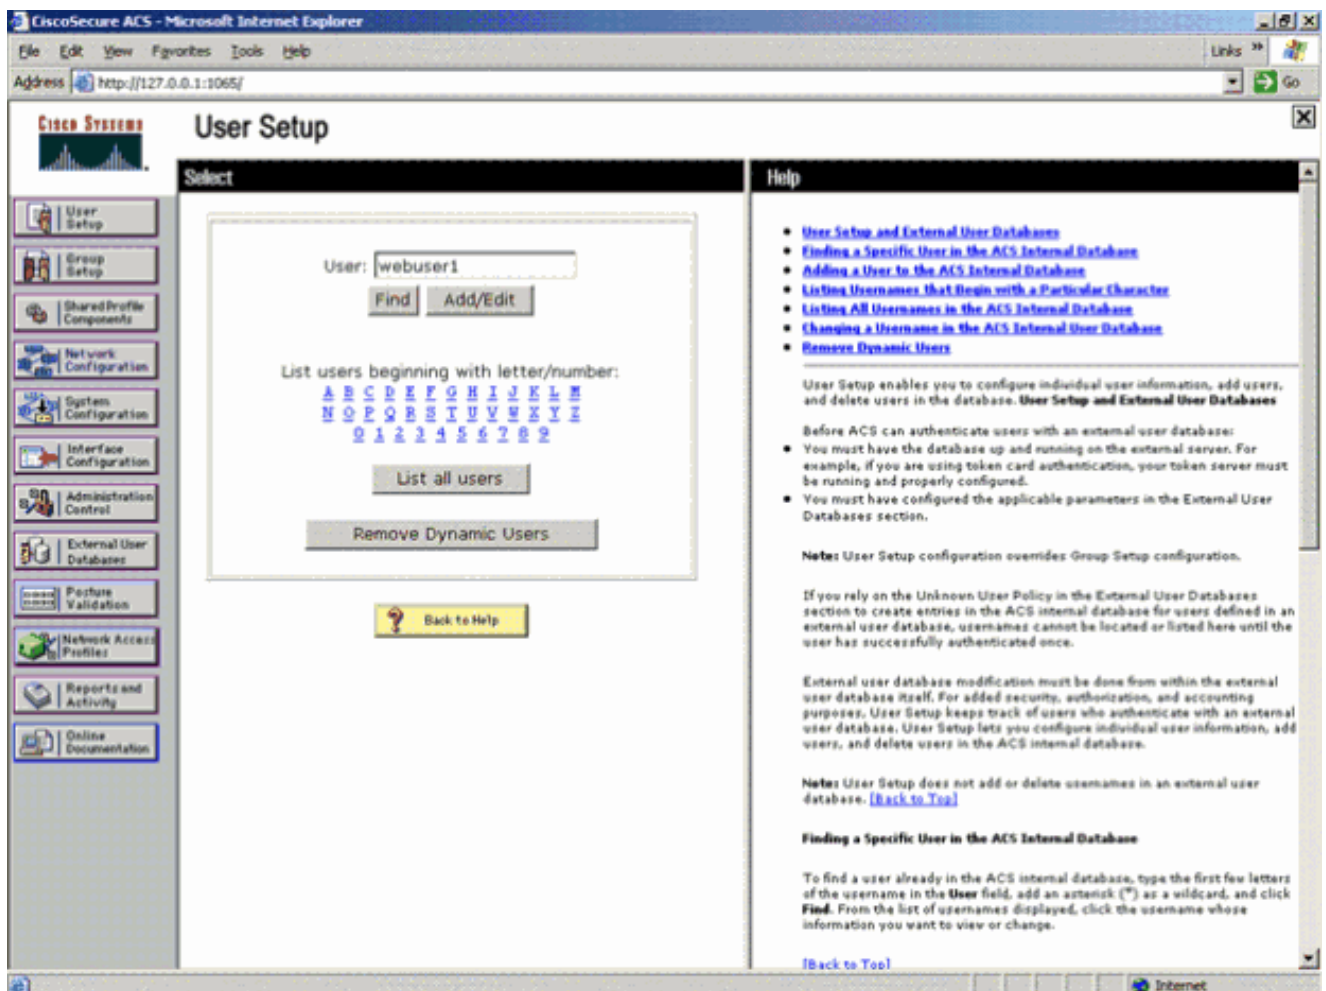 CiscoSecure ACS - Microsoft Internet Explorer
File Edit View Favorites Tools Help
Links »
Address http://127.0.0.1:1065/
Go
CISCO SYSTEMS
User Setup
Select
Help
User
Setup
Group
Setup
Shared Profile
Components
Network
Configuration
System
Configuration
Interface
Configuration
Administration
Control
External User
Databases
Posture
Validation
Network Access
Profiles
Reports and
Activity
Online
Documentation
User: webuser1
Find Add/Edit
List users beginning with letter/number:
A B C D E F G H I J K L M
N O P Q R S T U V W X Y Z
0 1 2 3 4 5 6 7 8 9
List all users
Remove Dynamic Users
? Back to Help
• User Setup and External User Databases
• Finding a Specific User in the ACS Internal Database
• Adding a User to the ACS Internal Database
• Listing Usernames that Begin with a Particular Character
• Listing All Usernames in the ACS Internal Database
• Changing a Username in the ACS Internal User Database
• Remove Dynamic Users
User Setup enables you to configure individual user information, add users,
and delete users in the database. User Setup and External User Databases
Before ACS can authenticate users with an external user database:
• You must have the database up and running on the external server. For
example, if you are using token card authentication, your token server must
be running and properly configured.
• You must have configured the applicable parameters in the External User
Databases section.
Note: User Setup configuration overrides Group Setup configuration.
If you rely on the Unknown User Policy in the External User Databases
section to create entries in the ACS internal database for users defined in an
external user database, usernames cannot be located or listed here until the
user has successfully authenticated once.
External user database modification must be done from within the external
user database itself. For added security, authorization, and accounting
purposes, User Setup keeps track of users who authenticate with an external
user database. User Setup lets you configure individual user information, add
users, and delete users in the ACS internal database.
Note: User Setup does not add or delete usernames in an external user
database. [Back to Top]
Finding a Specific User in the ACS Internal Database
To find a user already in the ACS internal database, type the first few letters
of the username in the User field, add an asterisk (*) as a wildcard, and click
Find. From the list of usernames displayed, click the username whose
information you want to view or change.
[Back to Top]
Internet